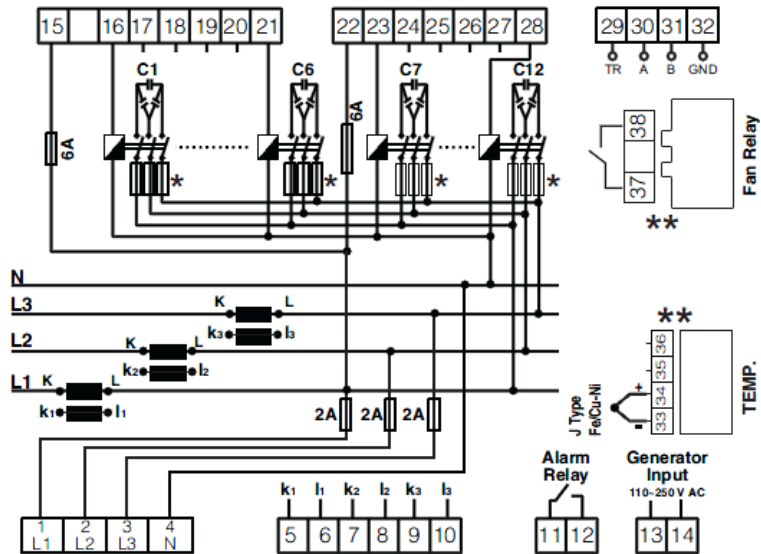 15 16 17 18 19 20 21 22 23 24 25 26 27 28 29 30 31 32
TR A B GND
C1 C6 C7 C12
6A 6A
* * *
38
37
Fan Relay
**
N
L3 K L
k3 l3
L2 K L
k2 l2
L1 K L
k1 l1
2A 2A 2A
**
36
35
34
33
+
-
TEMP.
J Type
Fe/Cu-Ni
Alarm
Relay
Generator
Input
110~250 V AC
k1 l1 k2 l2 k3 l3
1 2 3 4
L1 L2 L3 N
5 6 7 8 9 10
11 12
13 14